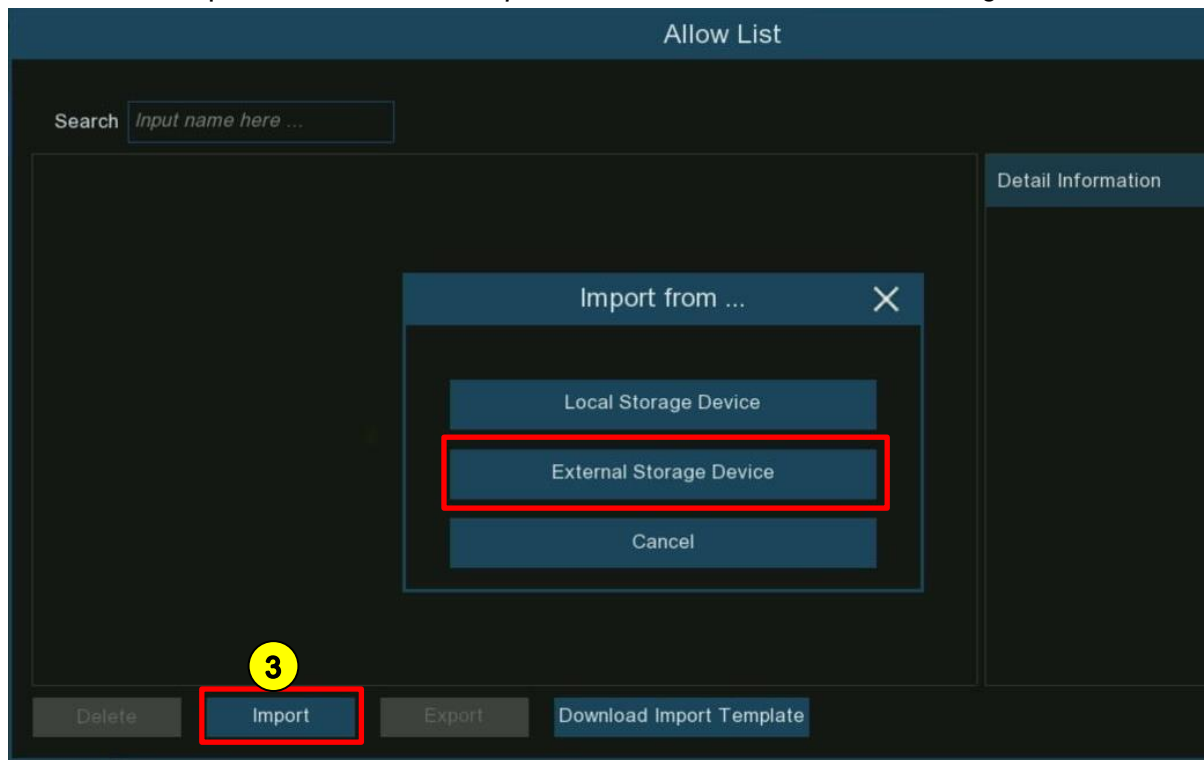 Allow List
Search Input name here ...
Detail Information
Import from ...
Local Storage Device
External Storage Device
Cancel
3
Delete Import Export Download Import Template